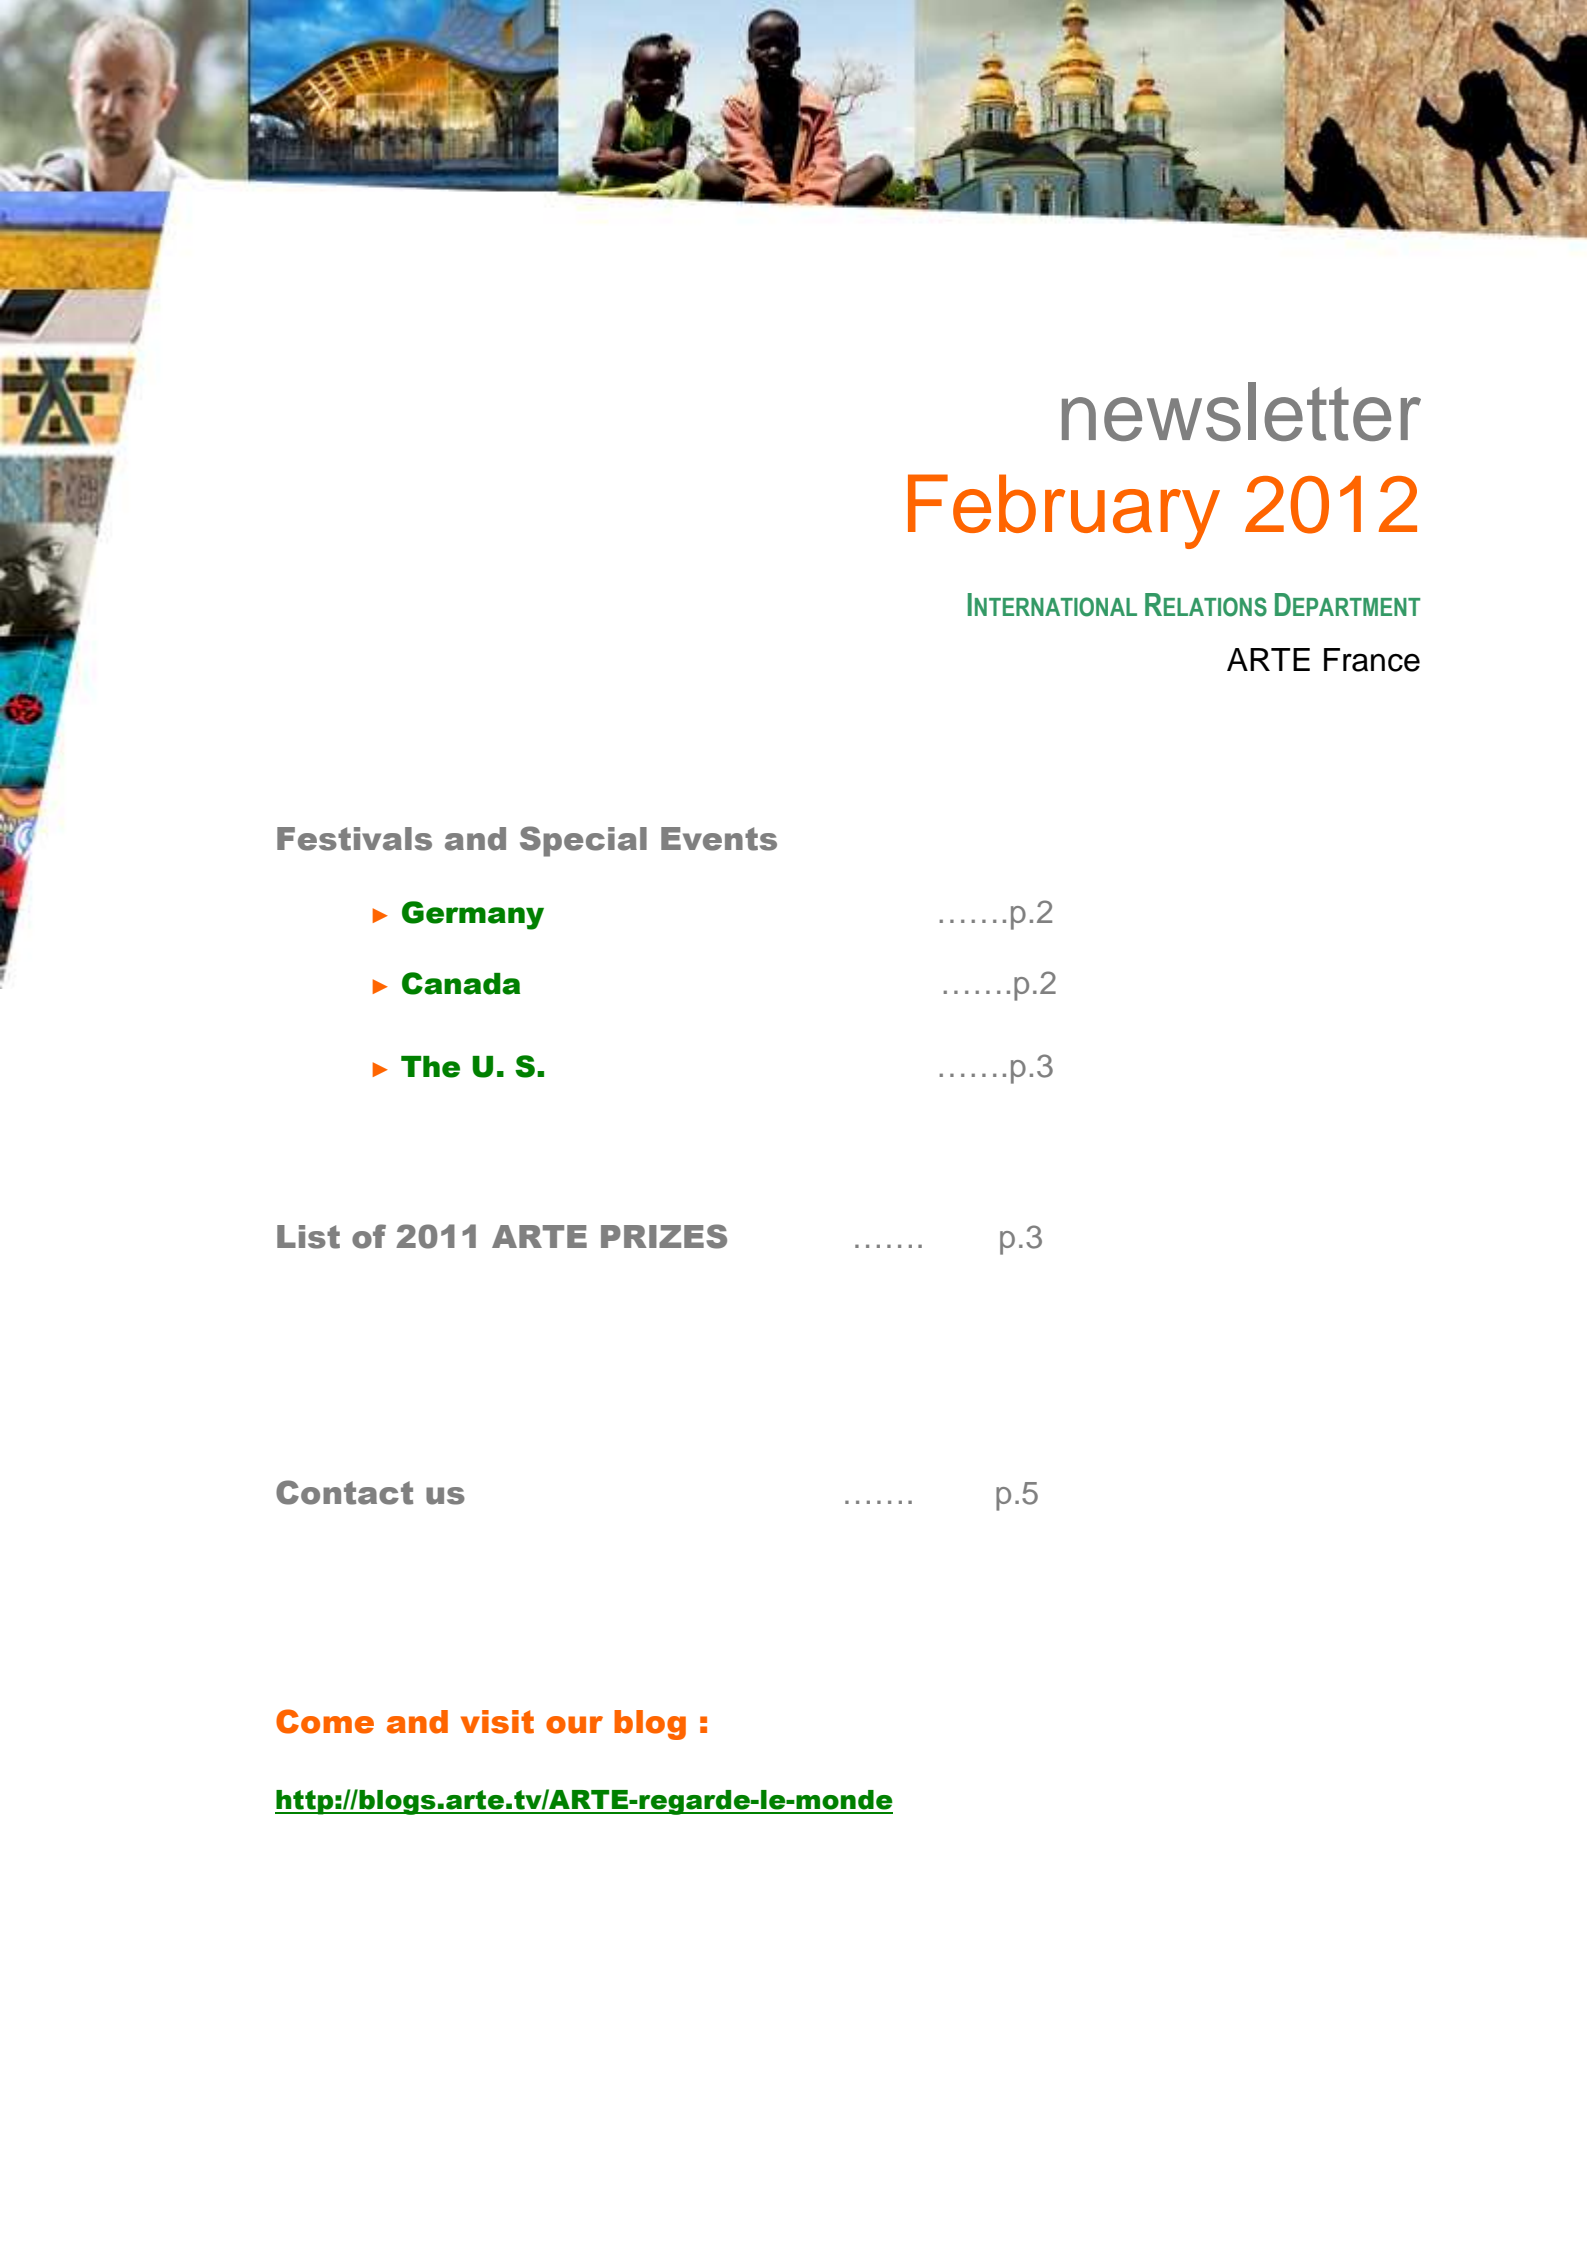 newsletter
February 2012
INTERNATIONAL RELATIONS DEPARTMENT
ARTE France
Festivals and Special Events
► Germany …….p.2
► Canada …….p.2
► The U. S. …….p.3
List of 2011 ARTE PRIZES ……. p.3
Contact us ……. p.5
Come and visit our blog :
http://blogs.arte.tv/ARTE-regarde-le-monde